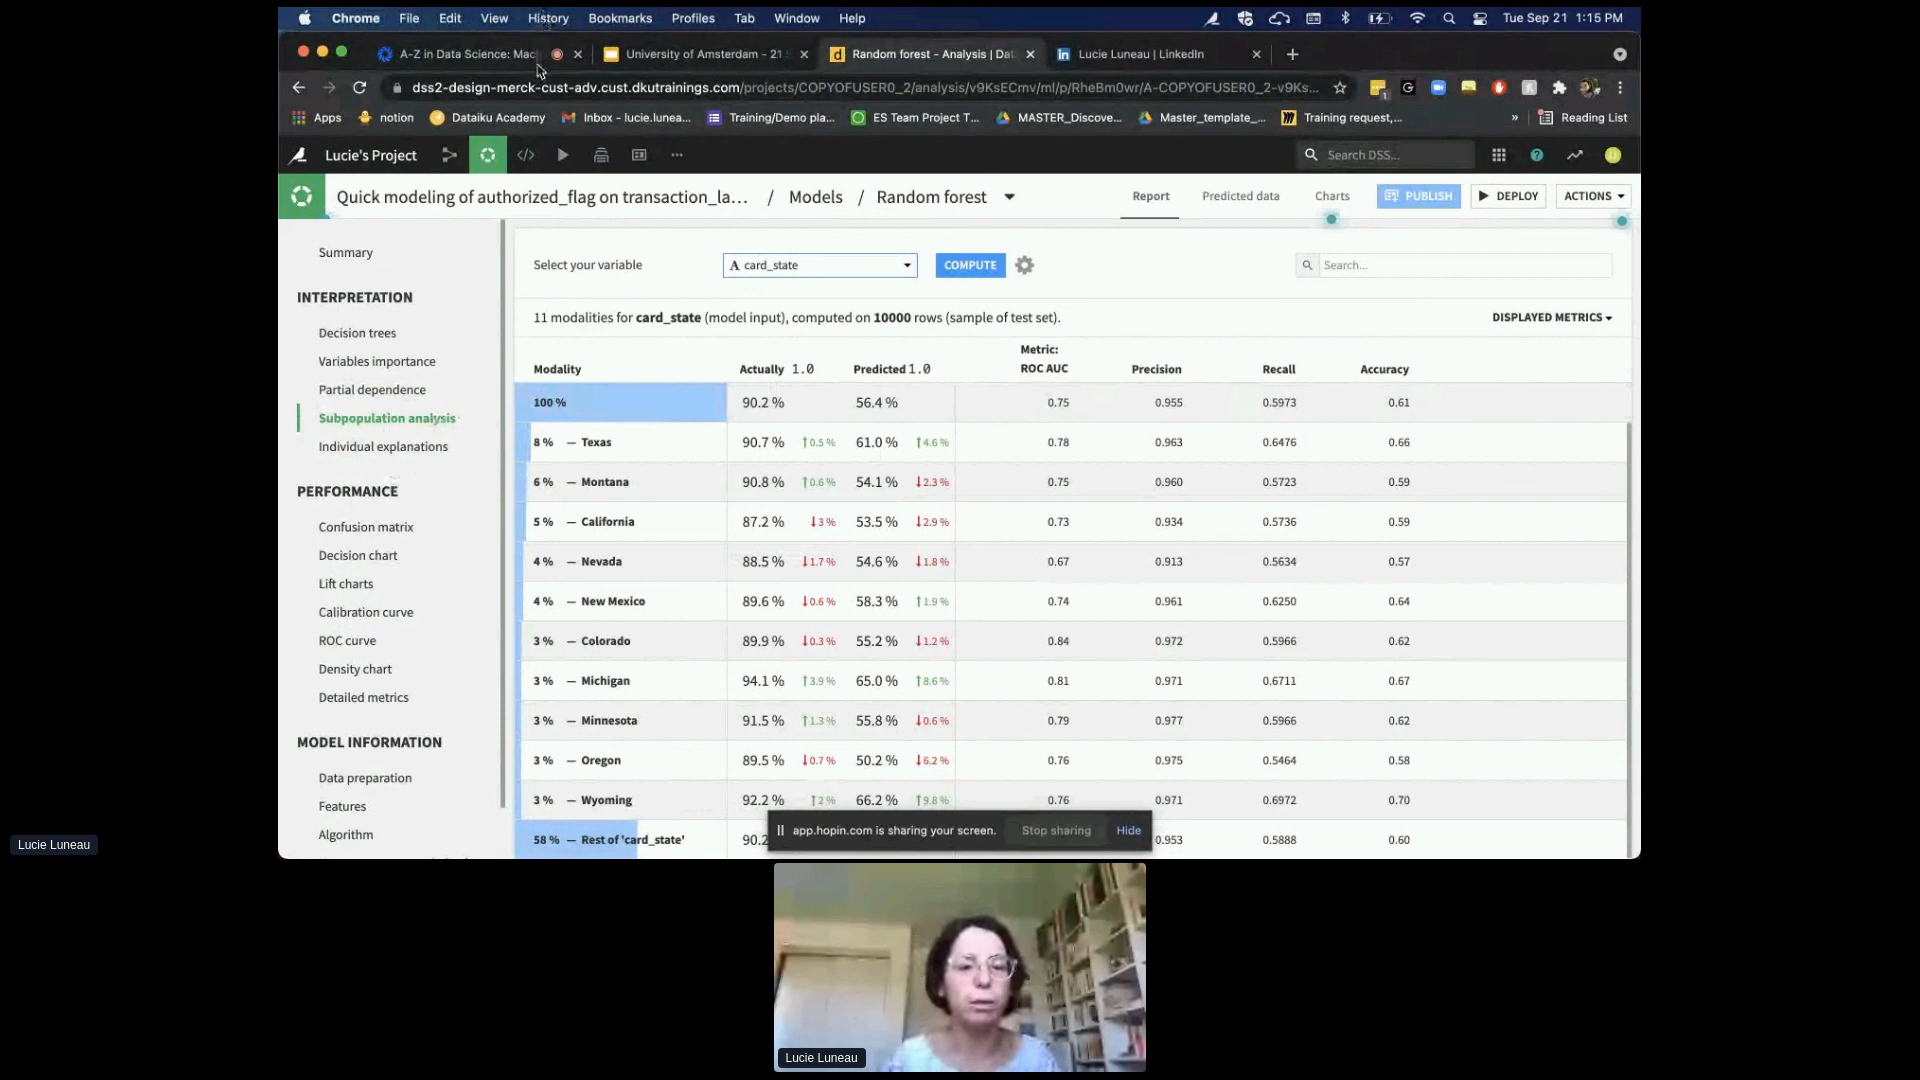 Chrome File Edit View History Bookmarks Profiles Tab Window Help Tue Sep 21 1:15 PM
A-Z in Data Science: Mac University of Amsterdam – 21 Random forest - Analysis | Dat Lucie Luneau | LinkedIn
dss2-design-merck-cust-adv.cust.dkutrainings.com/projects/COPYOFUSER0_2/analysis/v9KsECmv/ml/p/RheBm0wr/A-COPYOFUSER0_2-v9Ks...
Apps notion Dataiku Academy Inbox - lucie.lunea... Training/Demo pla... ES Team Project T... MASTER_Discove... Master_template_... Training request,... » Reading List
Lucie's Project Search DSS...
Quick modeling of authorized_flag on transaction_la... / Models / Random forest Report Predicted data Charts PUBLISH DEPLOY ACTIONS
Summary
INTERPRETATION
Decision trees
Variables importance
Partial dependence
Subpopulation analysis
Individual explanations
PERFORMANCE
Confusion matrix
Decision chart
Lift charts
Calibration curve
ROC curve
Density chart
Detailed metrics
MODEL INFORMATION
Data preparation
Features
Algorithm
Select your variable A card_state COMPUTE Search...
11 modalities for card_state (model input), computed on 10000 rows (sample of test set). DISPLAYED METRICS
Modality Actually 1.0 Predicted 1.0 Metric: ROC AUC Precision Recall Accuracy
100 % 90.2 % 56.4 % 0.75 0.955 0.5973 0.61
8 % — Texas 90.7 % ↑0.5 % 61.0 % ↑4.6 % 0.78 0.963 0.6476 0.66
6 % — Montana 90.8 % ↑0.6 % 54.1 % ↓2.3 % 0.75 0.960 0.5723 0.59
5 % — California 87.2 % ↓3 % 53.5 % ↓2.9 % 0.73 0.934 0.5736 0.59
4 % — Nevada 88.5 % ↓1.7 % 54.6 % ↓1.8 % 0.67 0.913 0.5634 0.57
4 % — New Mexico 89.6 % ↓0.6 % 58.3 % ↑1.9 % 0.74 0.961 0.6250 0.64
3 % — Colorado 89.9 % ↓0.3 % 55.2 % ↓1.2 % 0.84 0.972 0.5966 0.62
3 % — Michigan 94.1 % ↑3.9 % 65.0 % ↑8.6 % 0.81 0.971 0.6711 0.67
3 % — Minnesota 91.5 % ↑1.3 % 55.8 % ↓0.6 % 0.79 0.977 0.5966 0.62
3 % — Oregon 89.5 % ↓0.7 % 50.2 % ↓6.2 % 0.76 0.975 0.5464 0.58
3 % — Wyoming 92.2 % ↑2 % 66.2 % ↑9.8 % 0.76 0.971 0.6972 0.70
58 % — Rest of 'card_state' 90.2 0.953 0.5888 0.60
app.hopin.com is sharing your screen. Stop sharing Hide
Lucie Luneau
Lucie Luneau